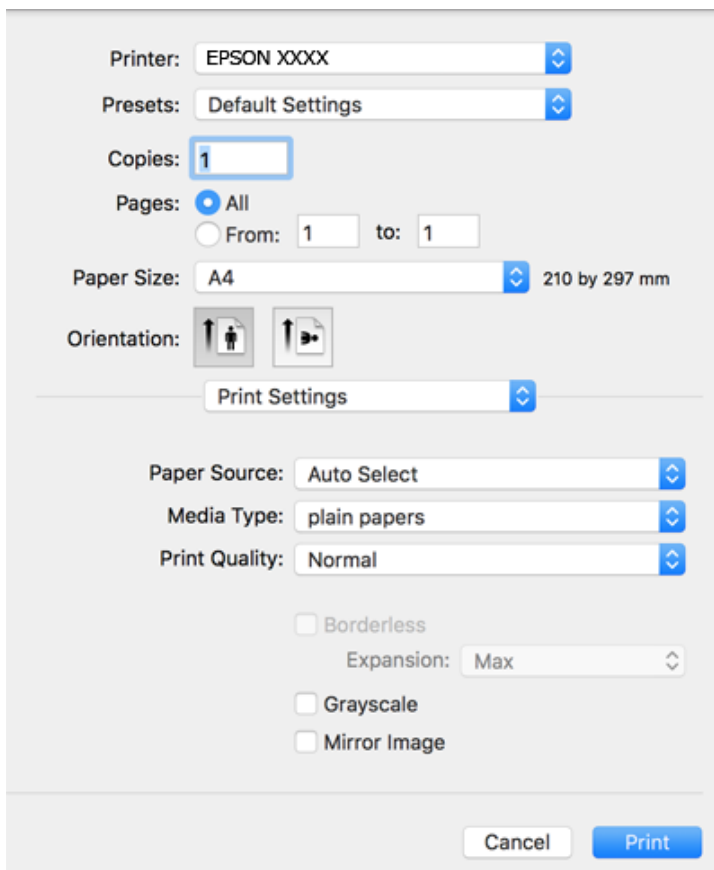 Printer: EPSON XXXX
Presets: Default Settings
Copies: 1
Pages: All
From: 1 to: 1
Paper Size: A4 210 by 297 mm
Orientation:
Print Settings
Paper Source: Auto Select
Media Type: plain papers
Print Quality: Normal
Borderless
Expansion: Max
Grayscale
Mirror Image
Cancel Print